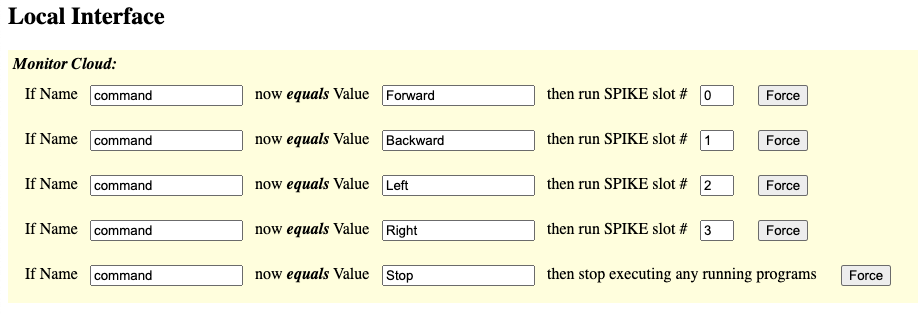 Local Interface
Monitor Cloud:
If Name command now equals Value Forward then run SPIKE slot # 0 Force
If Name command now equals Value Backward then run SPIKE slot # 1 Force
If Name command now equals Value Left then run SPIKE slot # 2 Force
If Name command now equals Value Right then run SPIKE slot # 3 Force
If Name command now equals Value Stop then stop executing any running programs Force